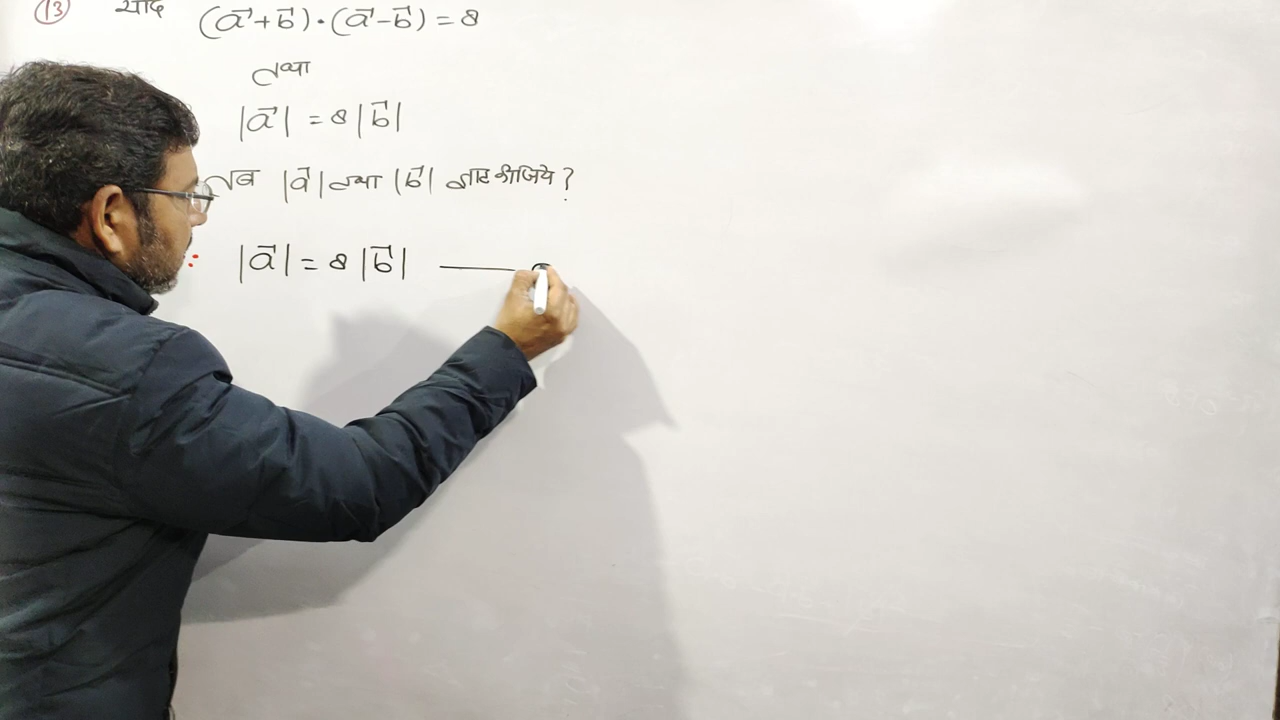 (13) यदि (a⃗+b⃗)·(a⃗−b⃗) = 8
तथा
|a⃗| = 8|b⃗|
तब |a⃗| तथा |b⃗| ज्ञात कीजिये ?
: |a⃗| = 8|b⃗| ———